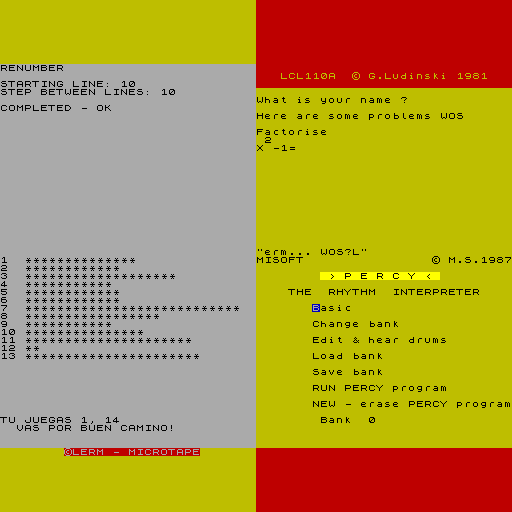 RENUMBER
STARTING LINE: 10
STEP BETWEEN LINES: 10
COMPLETED - OK
LCL110A © G.Ludinski 1981
What is your name ?
Here are some problems WOS
Factorise
X²-1=
"erm... WOS?L"
1 **************
2 ************
3 *******************
4 ***********
5 ************
6 ************
7 ***************************
8 *****************
9 ***********
10 ***************
11 *********************
12 **
13 **********************
TU JUEGAS 1, 14
VAS POR BUEN CAMINO!
©LERM - MICROTAPE
MISOFT © M.S.1987
> P E R C Y <
THE RHYTHM INTERPRETER
Basic
Change bank
Edit & hear drums
Load bank
Save bank
RUN PERCY program
NEW - erase PERCY program
Bank 0